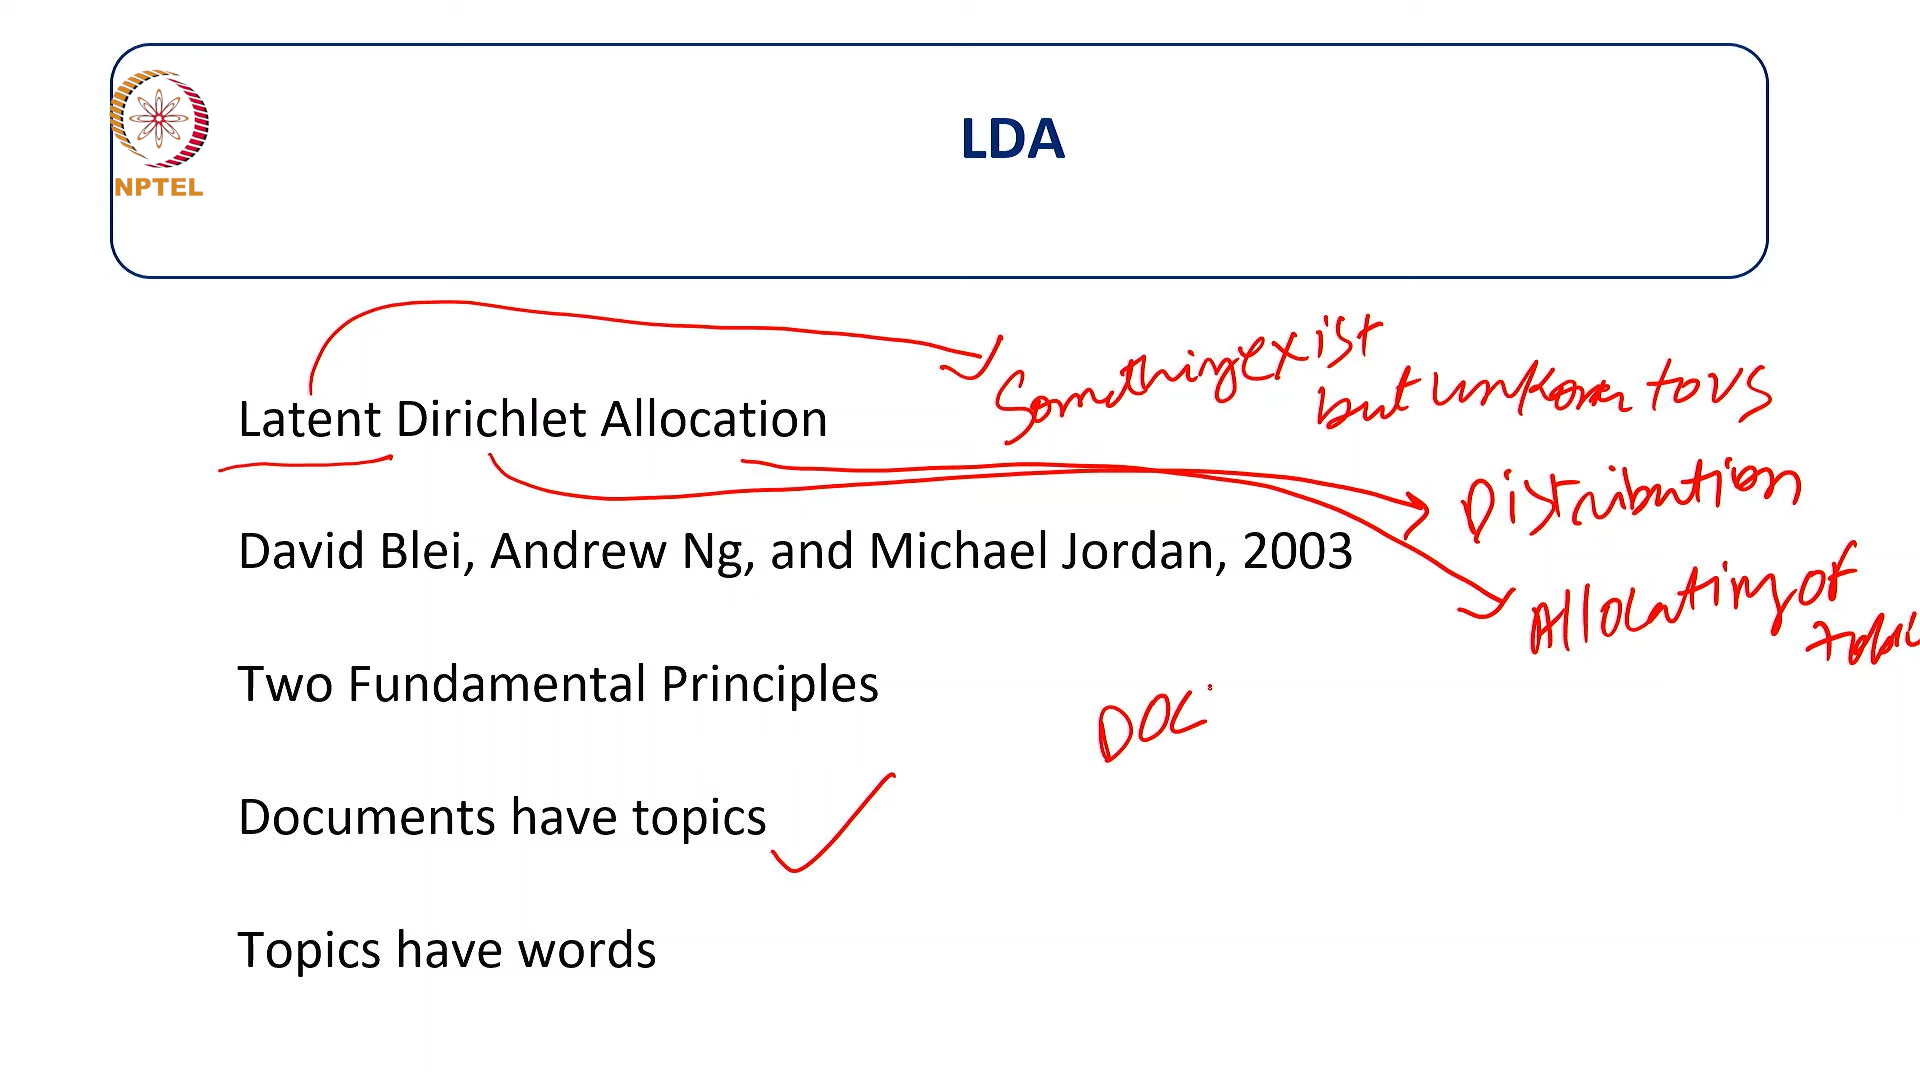 LDA
NPTEL
Something exist
but unknown to us
Latent Dirichlet Allocation
Distribution
David Blei, Andrew Ng, and Michael Jordan, 2003
Allocating of
Two Fundamental Principles
DOC
Documents have topics
Topics have words